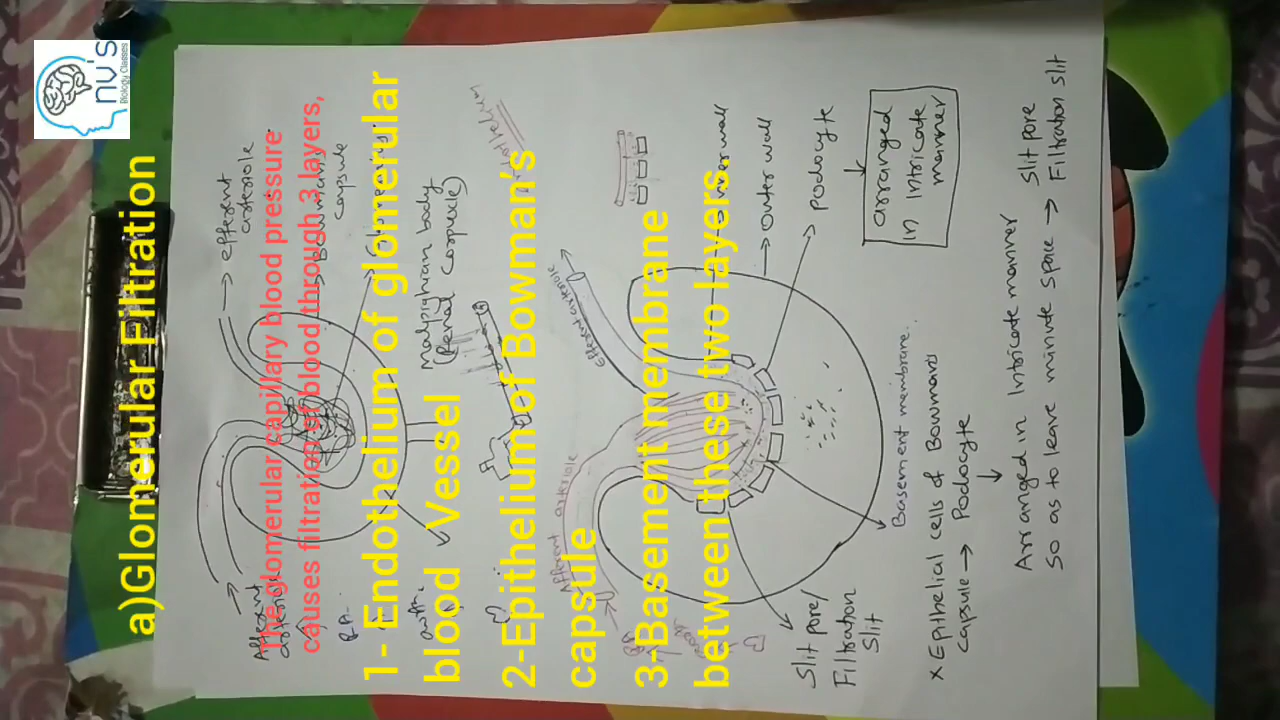 nv's
Biology Classes
a)Glomerular Filtration
The glomerular capillary blood pressure
causes filtration of blood through 3 layers,
1- Endothelium of glomerular
blood Vessel
2-Epithelium of Bowman's
capsule
3-Basement membrane
between these two layers.
efferent
arteriole
Bowman's
capsule
Afferent
malpighian body
(Renal Corpuscle)
Efferent arteriole
Afferent arteriole
outer wall
podocyte
arranged
in Intricate
manner
Basement membrane
Slit pore/
Filtration
Slit
x Epithelial cells of Bowman's
capsule → Podocyte
Arranged in Intricate manner
so as to leave minute space → Slit pore
Filtration slit